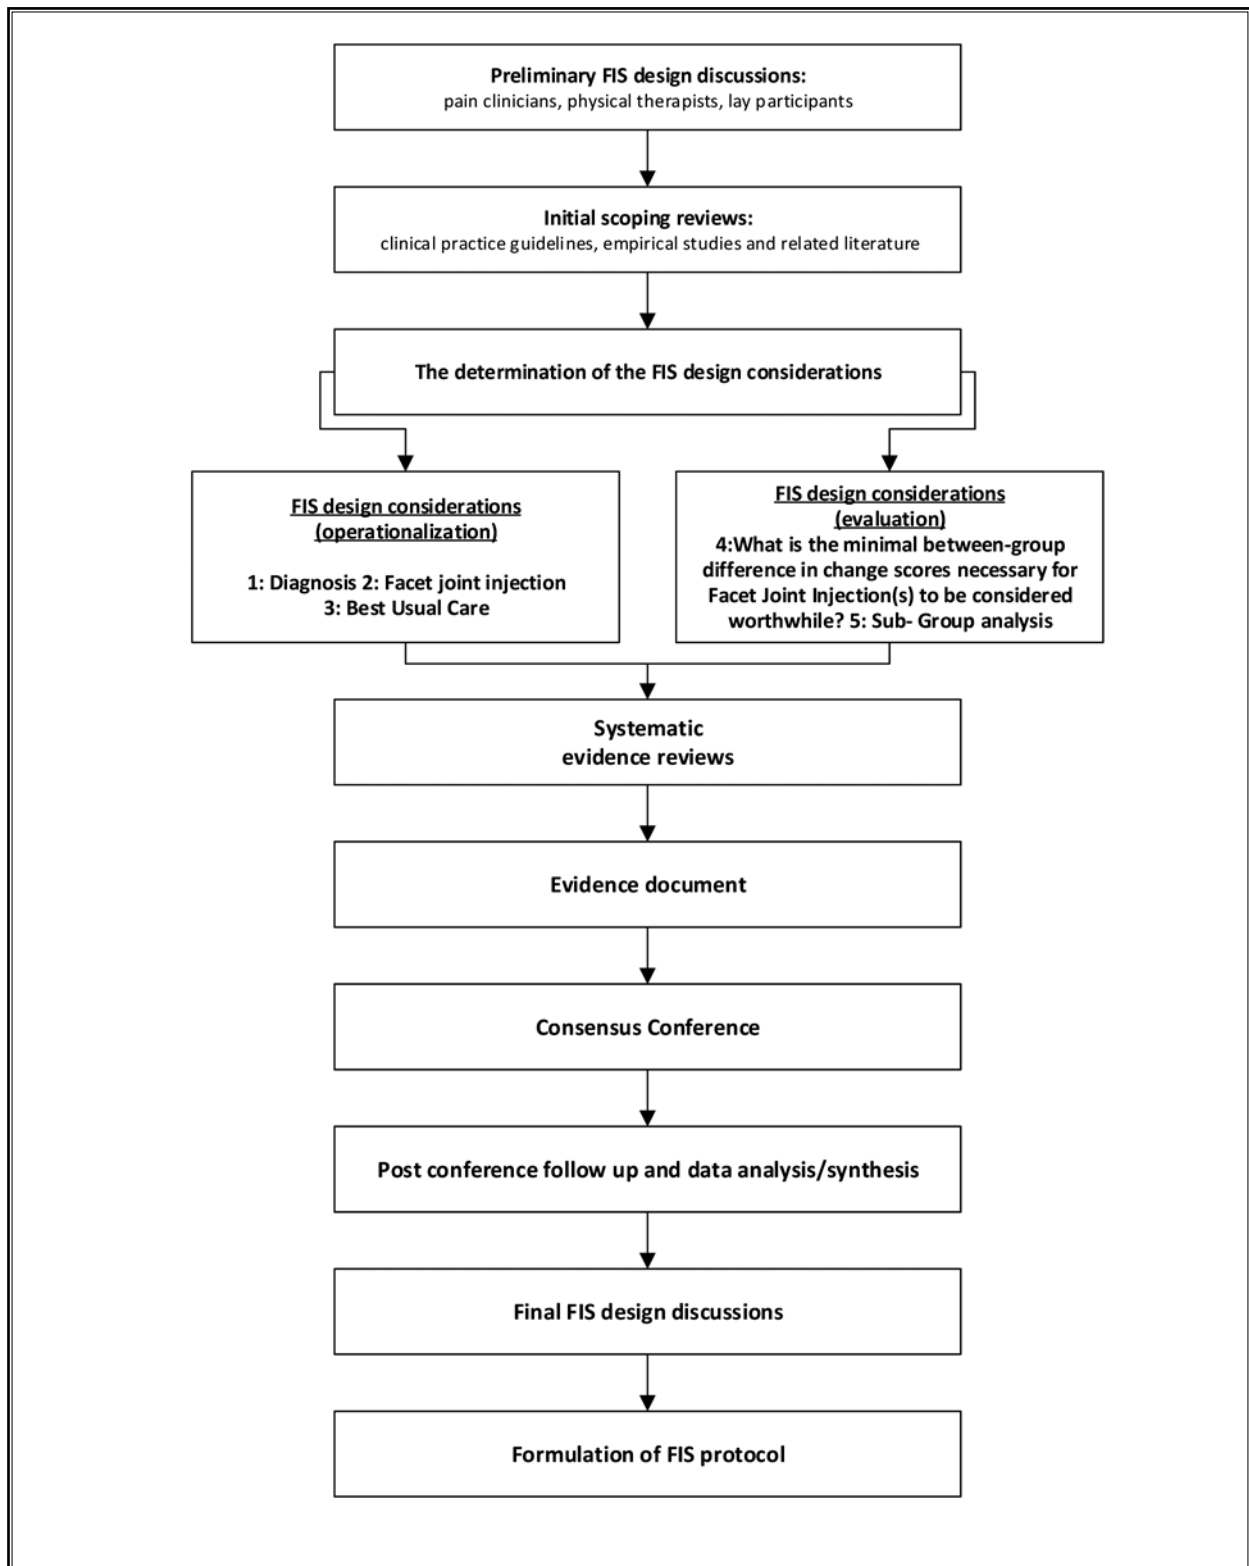 Preliminary FIS design discussions:
pain clinicians, physical therapists, lay participants
Initial scoping reviews:
clinical practice guidelines, empirical studies and related literature
The determination of the FIS design considerations
FIS design considerations
(operationalization)
1: Diagnosis 2: Facet joint injection
3: Best Usual Care
FIS design considerations
(evaluation)
4:What is the minimal between-group
difference in change scores necessary for
Facet Joint Injection(s) to be considered
worthwhile? 5: Sub- Group analysis
Systematic
evidence reviews
Evidence document
Consensus Conference
Post conference follow up and data analysis/synthesis
Final FIS design discussions
Formulation of FIS protocol